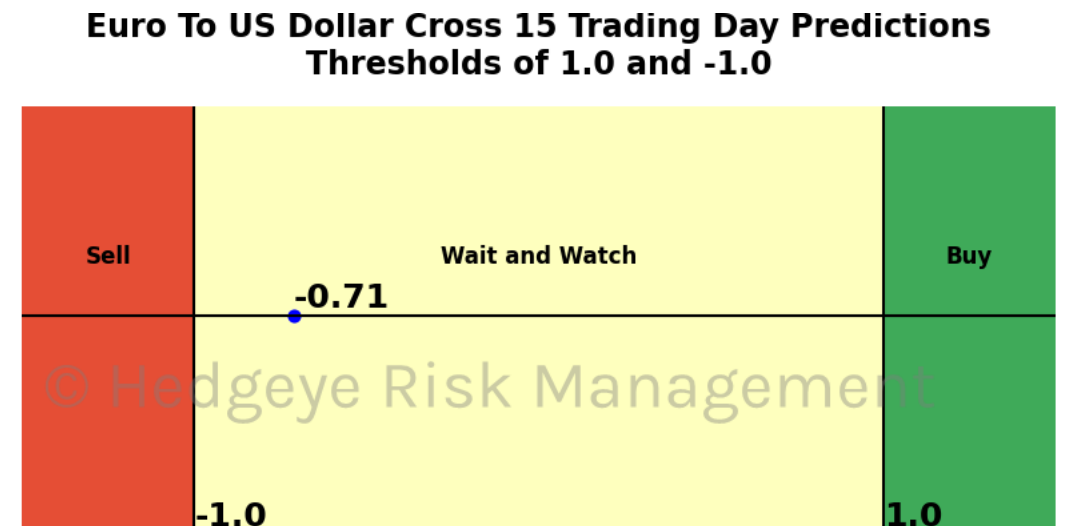 Euro To US Dollar Cross 15 Trading Day Predictions
Thresholds of 1.0 and -1.0
Sell
Wait and Watch
Buy
-0.71
© Hedgeye Risk Management
-1.0
1.0